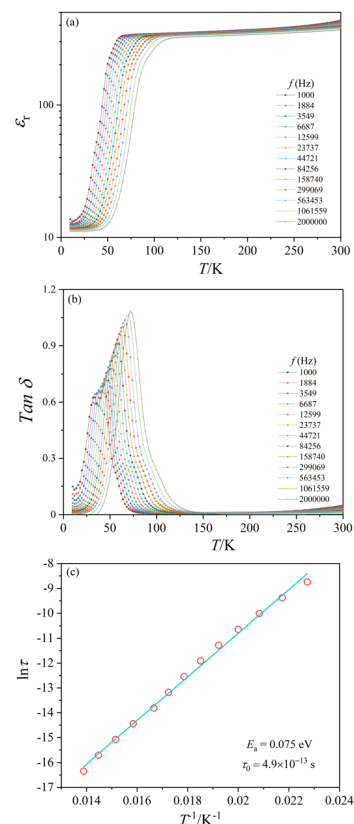 (a)
100
10
εr
f (Hz)
1000
1884
3549
6687
12599
23737
44721
84256
158740
299069
563453
1061559
2000000
0 50 100 150 200 250 300
T/K
(b)
1.2
0.9
0.6
0.3
0
Tan δ
f (Hz)
1000
1884
3549
6687
12599
23737
44721
84256
158740
299069
563453
1061559
2000000
0 50 100 150 200 250 300
T/K
(c)
-8
-9
-10
-11
-12
-13
-14
-15
-16
-17
lnτ
Ea = 0.075 eV
τ0 = 4.9×10⁻¹³ s
0.014 0.016 0.018 0.02 0.022 0.024
T⁻¹/K⁻¹